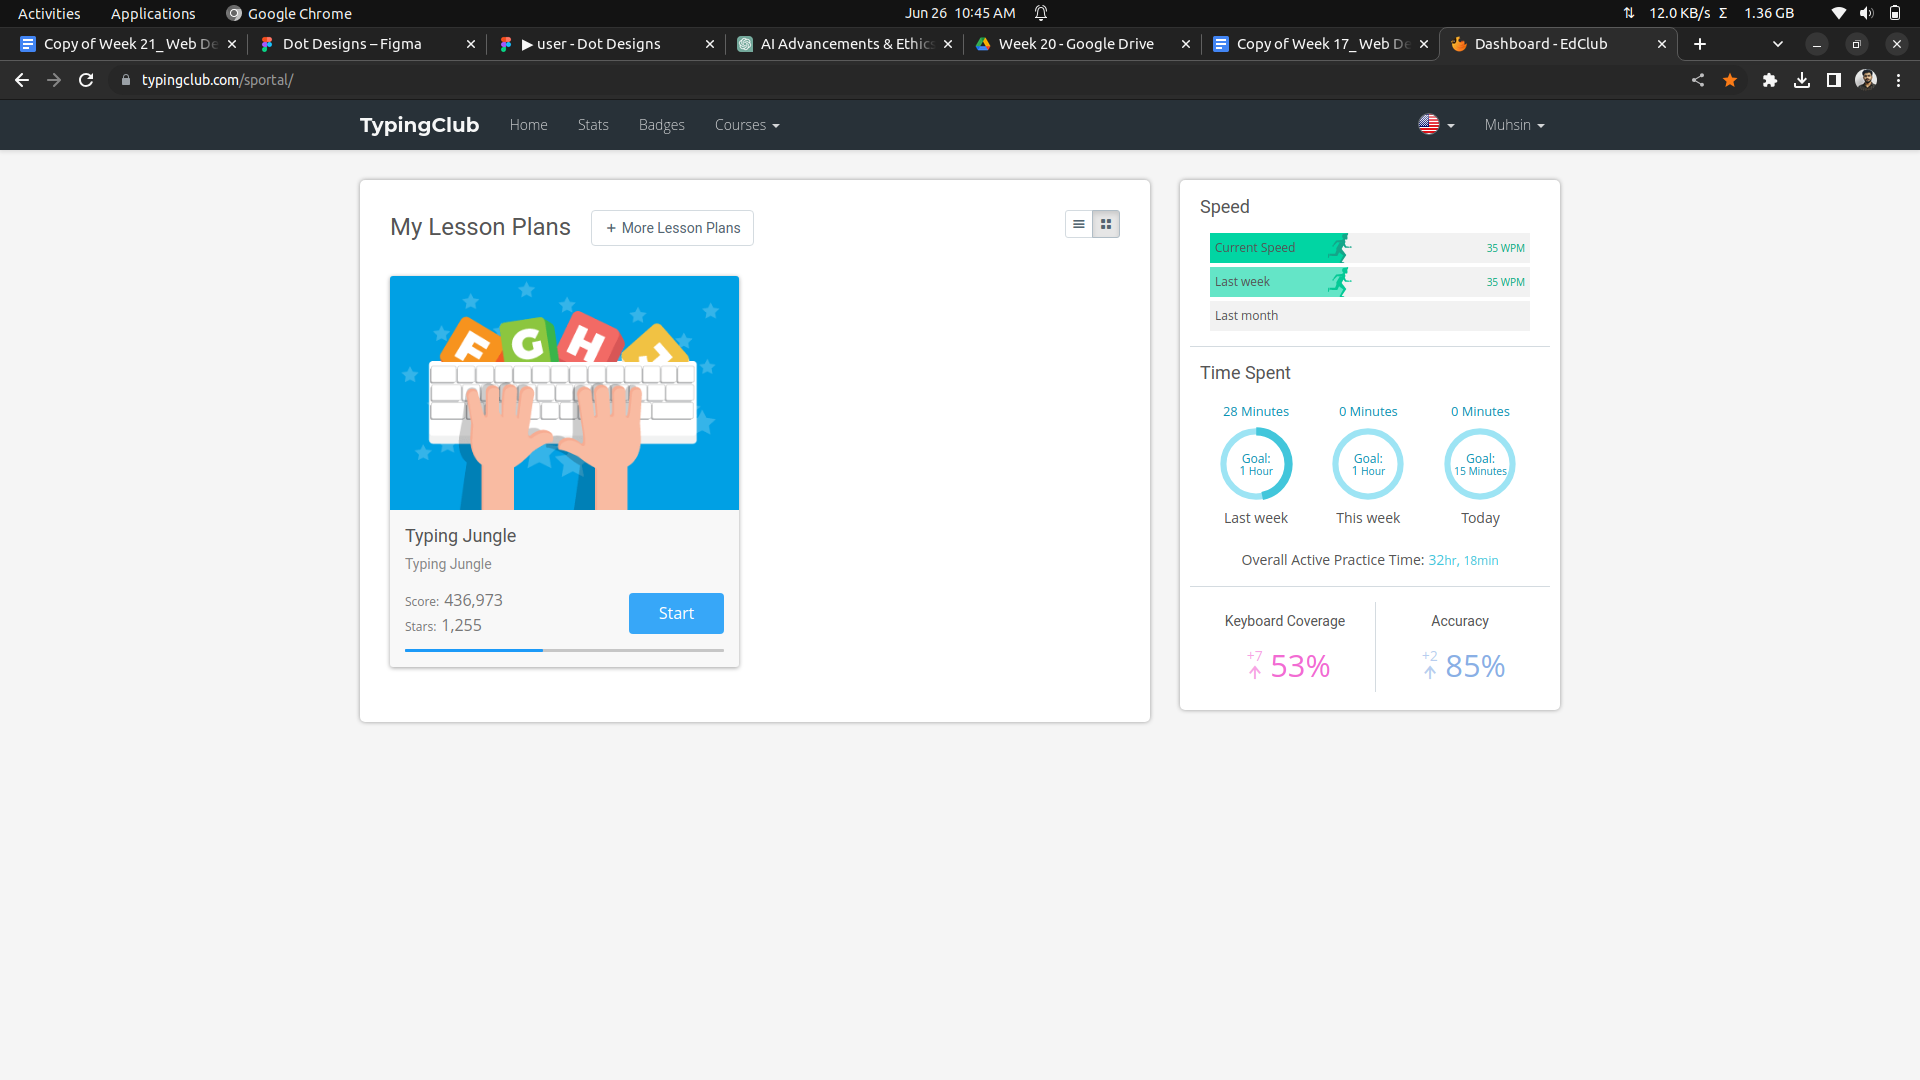 Activities Applications Google Chrome Jun 26 10:45 AM 12.0 KB/s Σ 1.36 GB
Copy of Week 21_ Web De Dot Designs – Figma ▶ user - Dot Designs AI Advancements & Ethics Week 20 - Google Drive Copy of Week 17_ Web De Dashboard - EdClub
typingclub.com/sportal/
TypingClub Home Stats Badges Courses Muhsin
My Lesson Plans + More Lesson Plans
F G H J
Typing Jungle
Typing Jungle
Score: 436,973
Stars: 1,255
Start
Speed
Current Speed 35 WPM
Last week 35 WPM
Last month
Time Spent
28 Minutes 0 Minutes 0 Minutes
Goal: Goal: Goal:
1 Hour 1 Hour 15 Minutes
Last week This week Today
Overall Active Practice Time: 32hr, 18min
Keyboard Coverage Accuracy
+7 53% +2 85%